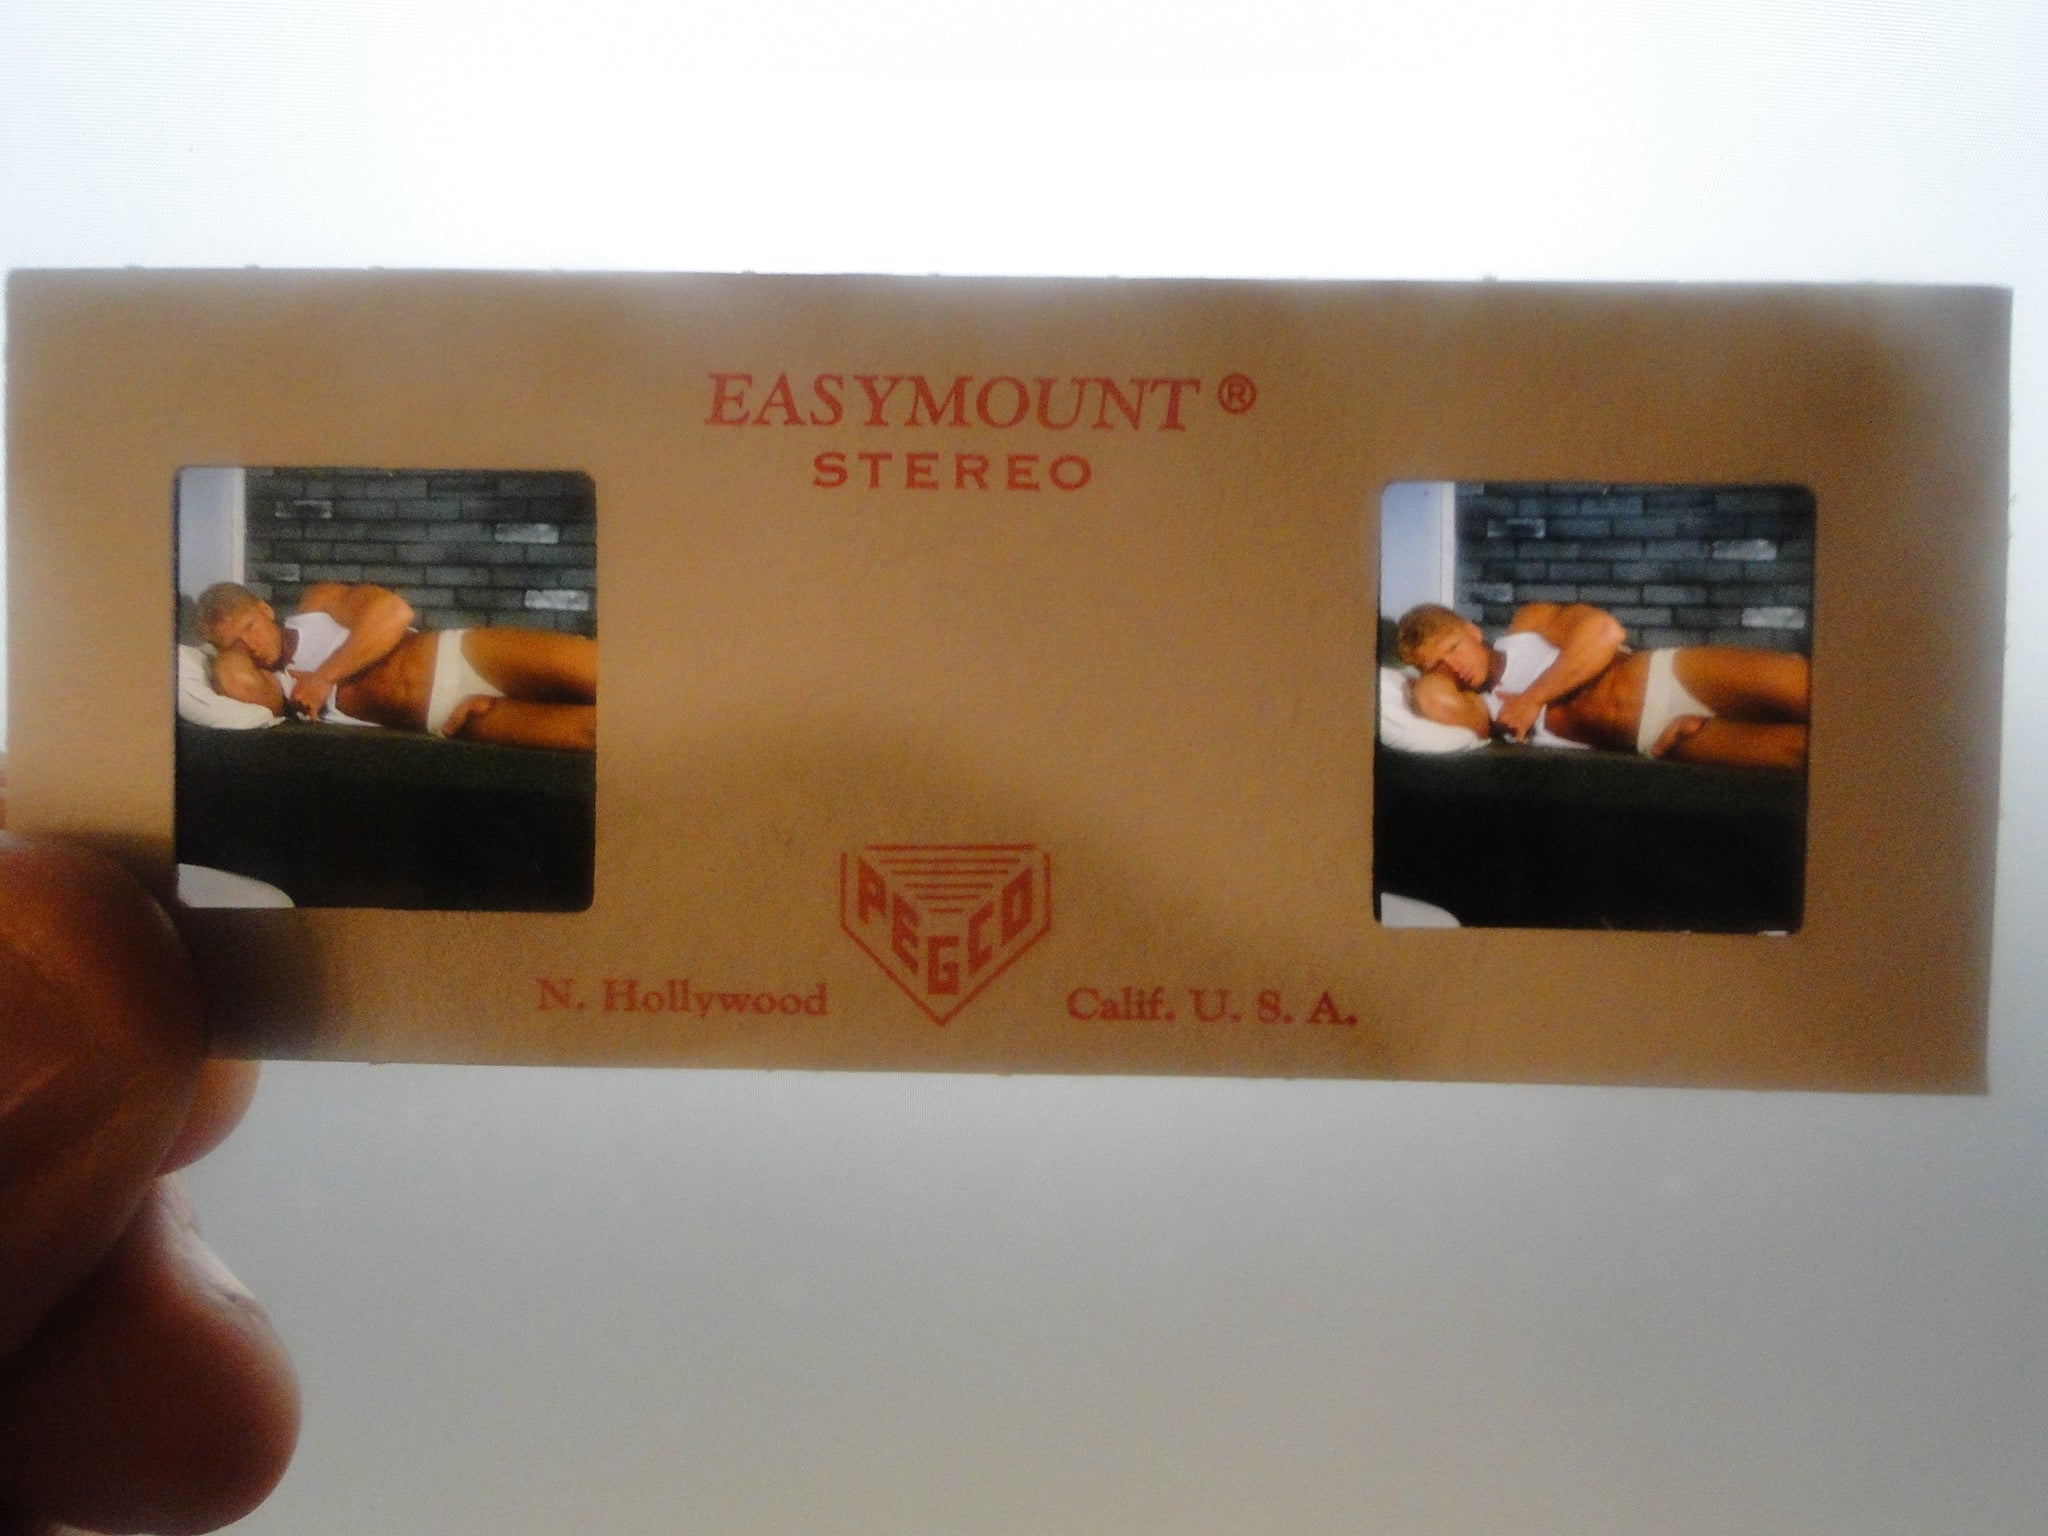 EASYMOUNT ®
STEREO
PEGCO
N. Hollywood Calif. U. S. A.